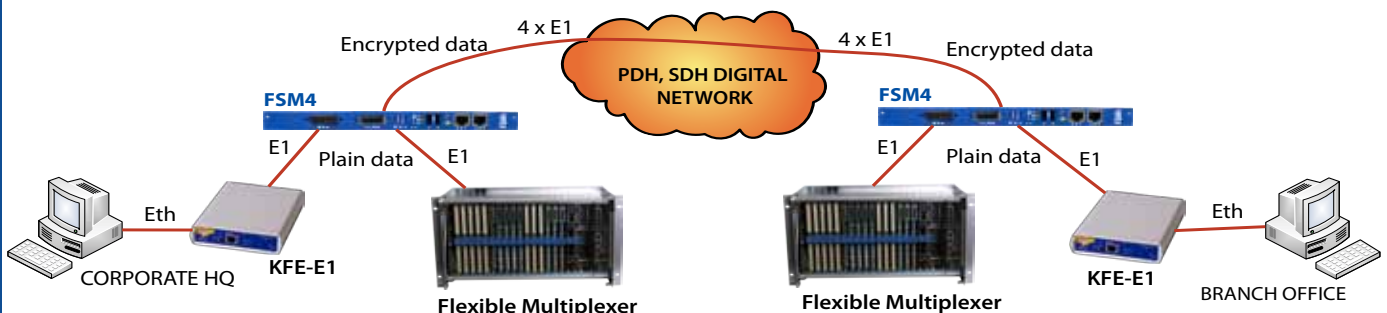 Encrypted data
4 x E1
PDH, SDH DIGITAL
NETWORK
4 x E1
Encrypted data
FSM4
FSM4
E1
Plain data
E1
E1
Plain data
E1
Eth
KFE-E1
CORPORATE HQ
Flexible Multiplexer
Flexible Multiplexer
KFE-E1
Eth
BRANCH OFFICE